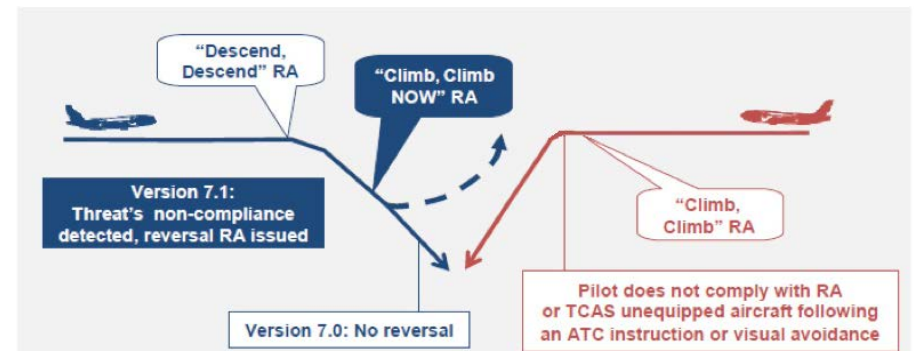 “Descend,
Descend” RA
“Climb, Climb
NOW” RA
Version 7.1:
Threat’s non-compliance
detected, reversal RA issued
“Climb,
Climb” RA
Version 7.0: No reversal
Pilot does not comply with RA
or TCAS unequipped aircraft following
an ATC instruction or visual avoidance